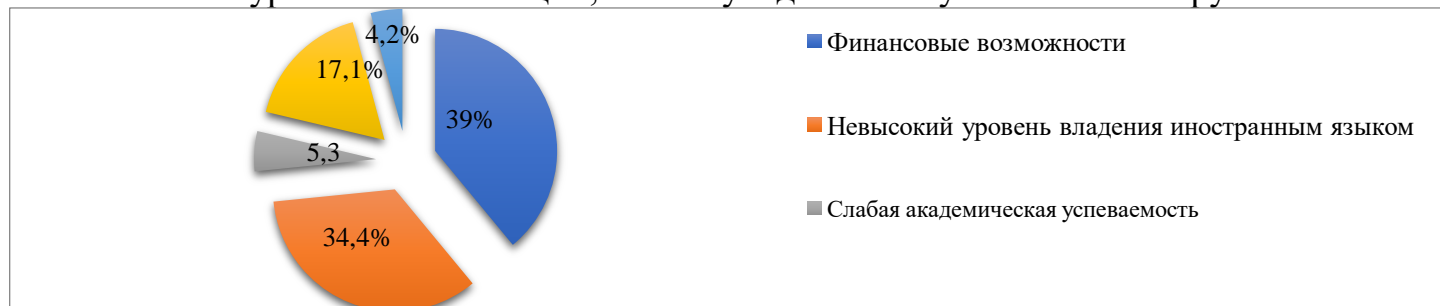 4,2%
17,1%
39%
5,3
34,4%
Финансовые возможности
Невысокий уровень владения иностранным языком
Слабая академическая успеваемость